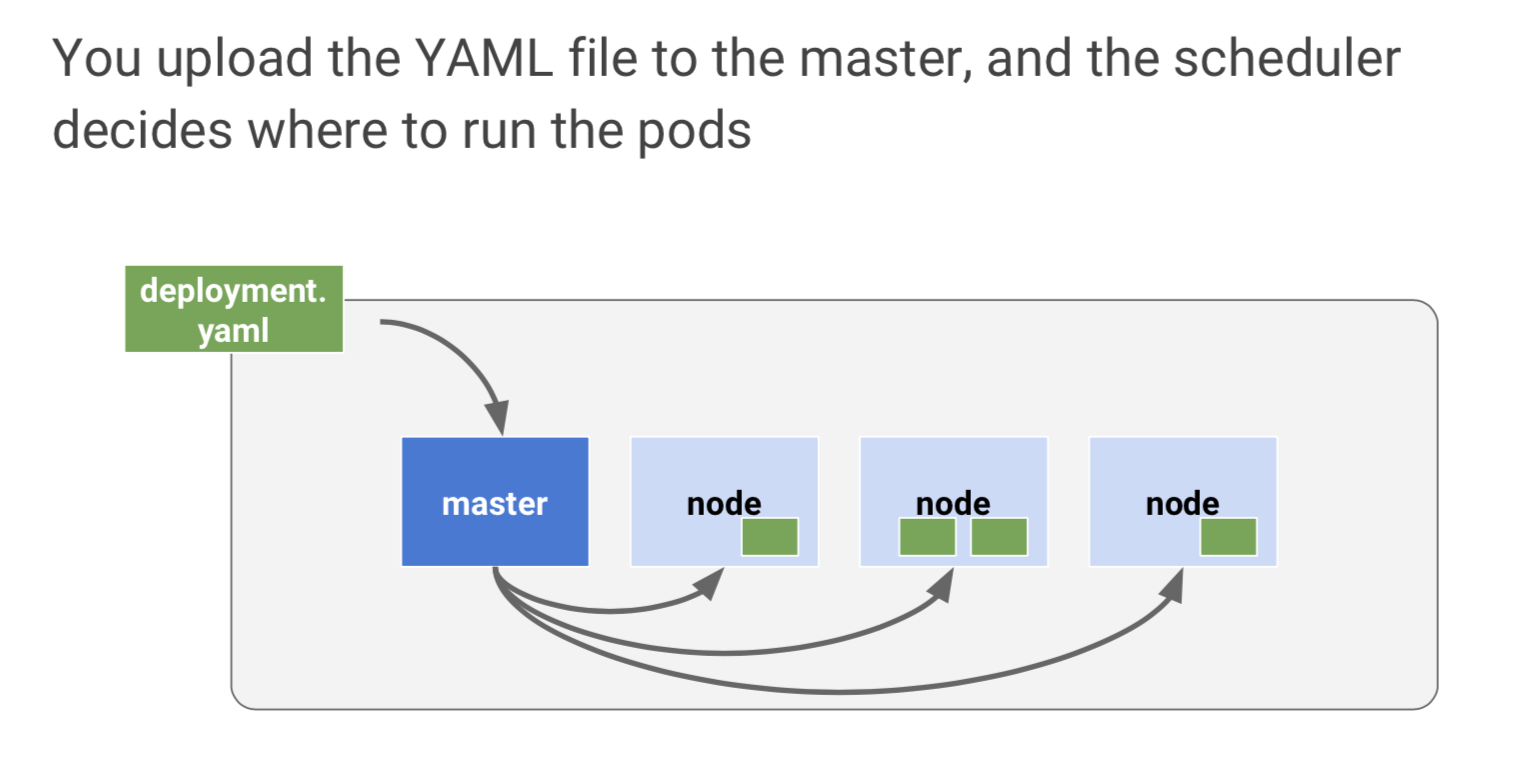 You upload the YAML file to the master, and the scheduler
decides where to run the pods
deployment.
yaml
master
node
node
node